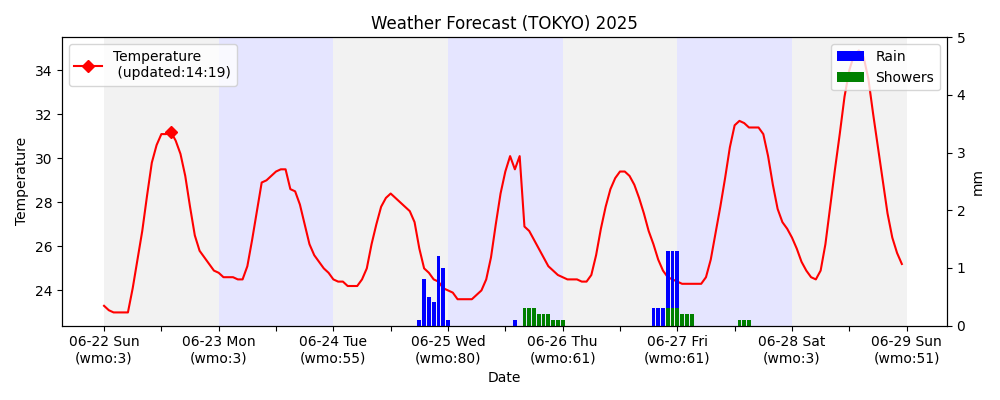 Weather Forecast (TOKYO) 2025
Temperature
(updated:14:19)
Rain
Showers
Temperature
34
32
30
28
26
24
5
4
3
2
1
0
mm
06-22 Sun
(wmo:3)
06-23 Mon
(wmo:3)
06-24 Tue
(wmo:55)
06-25 Wed
(wmo:80)
06-26 Thu
(wmo:61)
06-27 Fri
(wmo:61)
06-28 Sat
(wmo:3)
06-29 Sun
(wmo:51)
Date